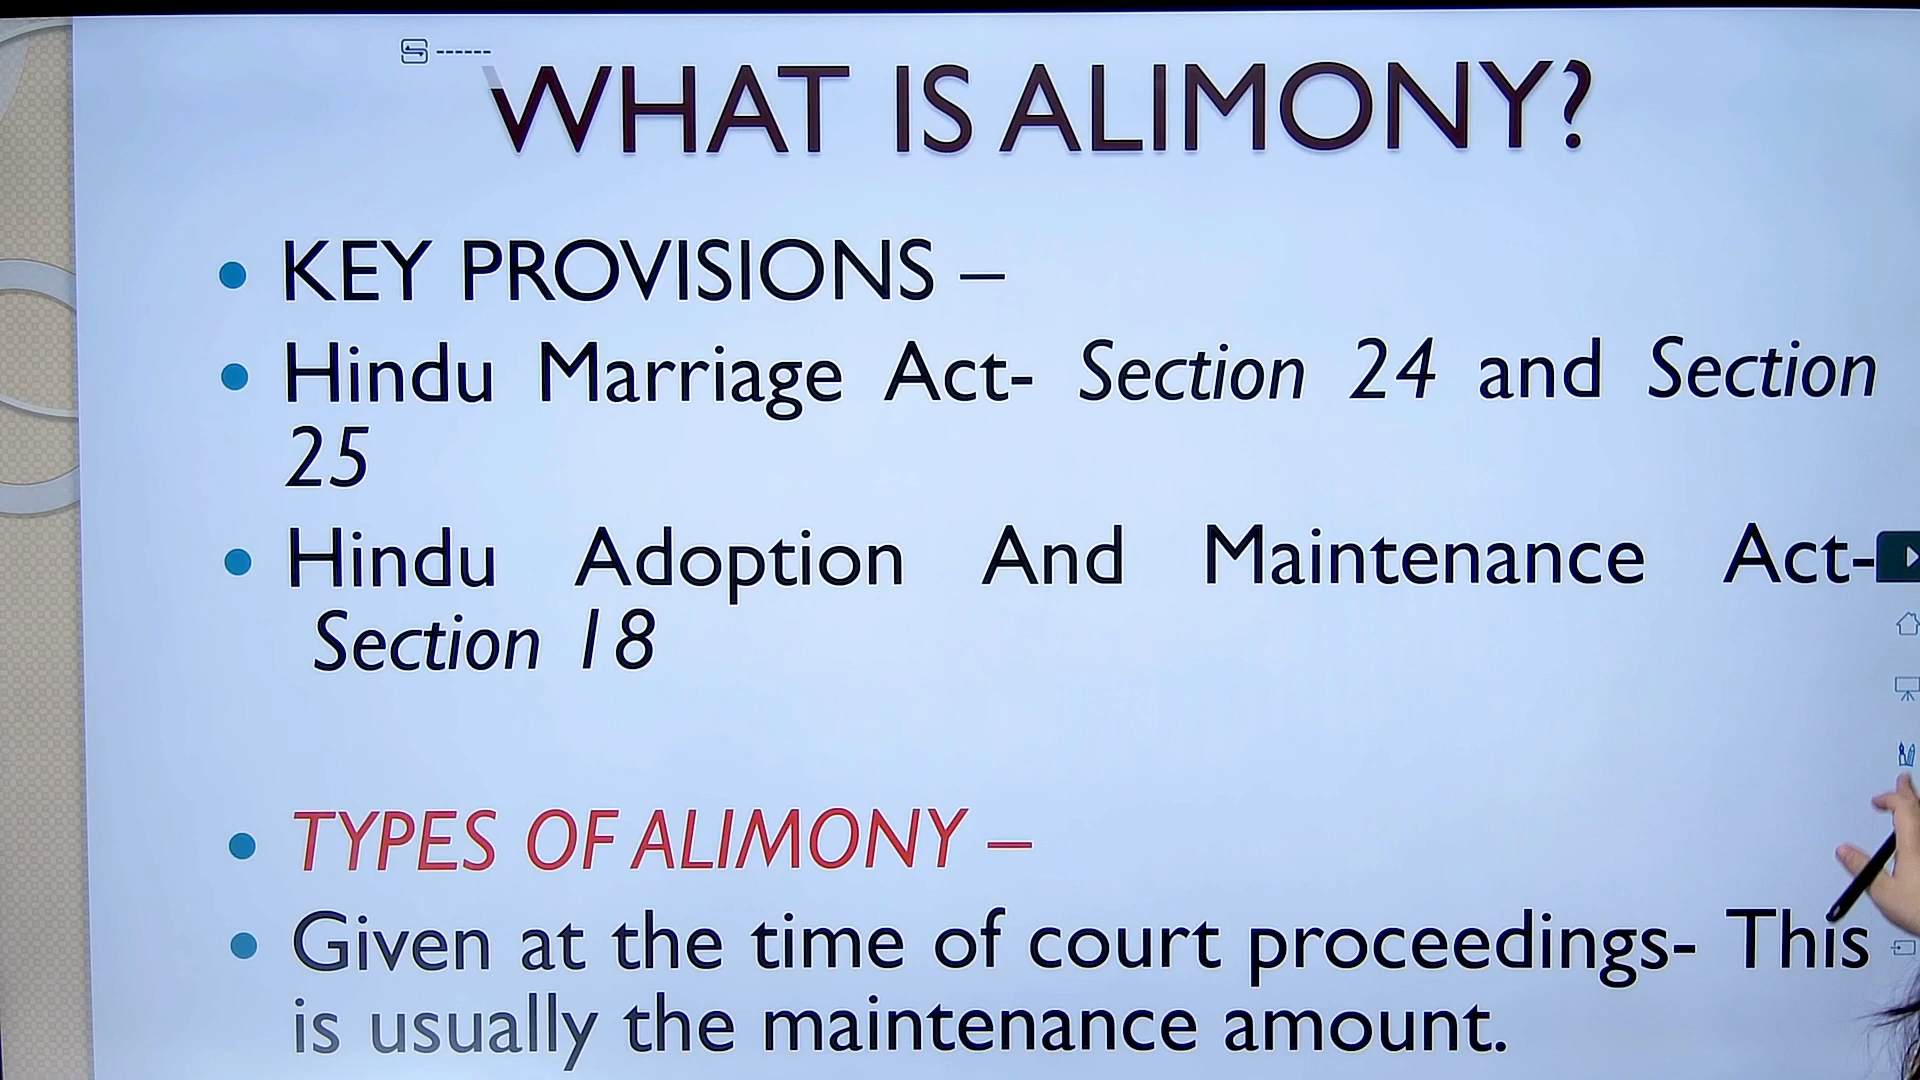 WHAT IS ALIMONY?
• KEY PROVISIONS –
• Hindu Marriage Act- Section 24 and Section
25
• Hindu Adoption And Maintenance Act-
Section 18
• TYPES OF ALIMONY –
• Given at the time of court proceedings- This
is usually the maintenance amount.